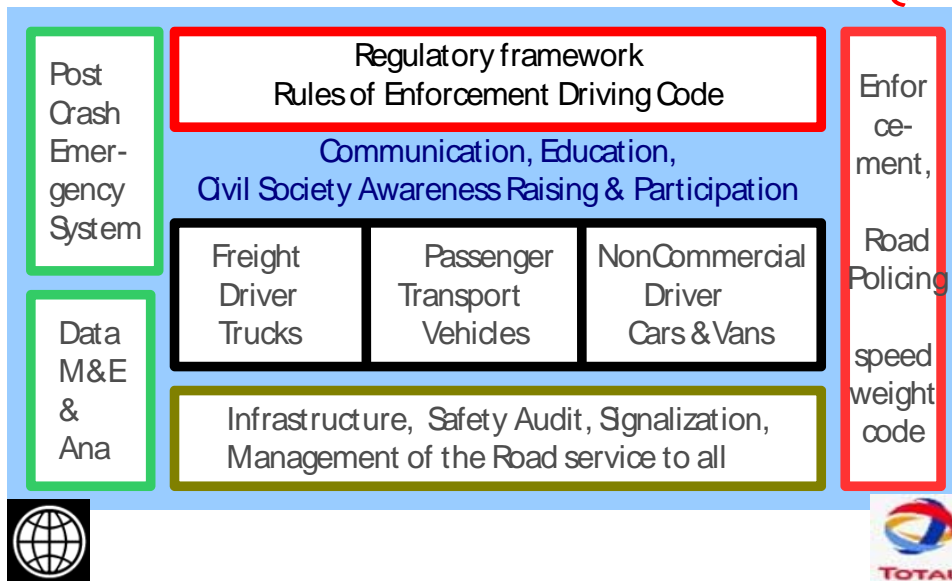 Post
Crash
Emer-
gency
System
Regulatory framework
Rules of Enforcement Driving Code
Communication, Education,
Civil Society Awareness Raising & Participation
Freight
Driver
Trucks
Passenger
Transport
Vehicles
NonCommercial
Driver
Cars & Vans
Data
M&E
&
Ana
Infrastructure, Safety Audit, Signalization,
Management of the Road service to all
Enfor
ce-
ment,
Road
Policing
speed
weight
code
TOTAL